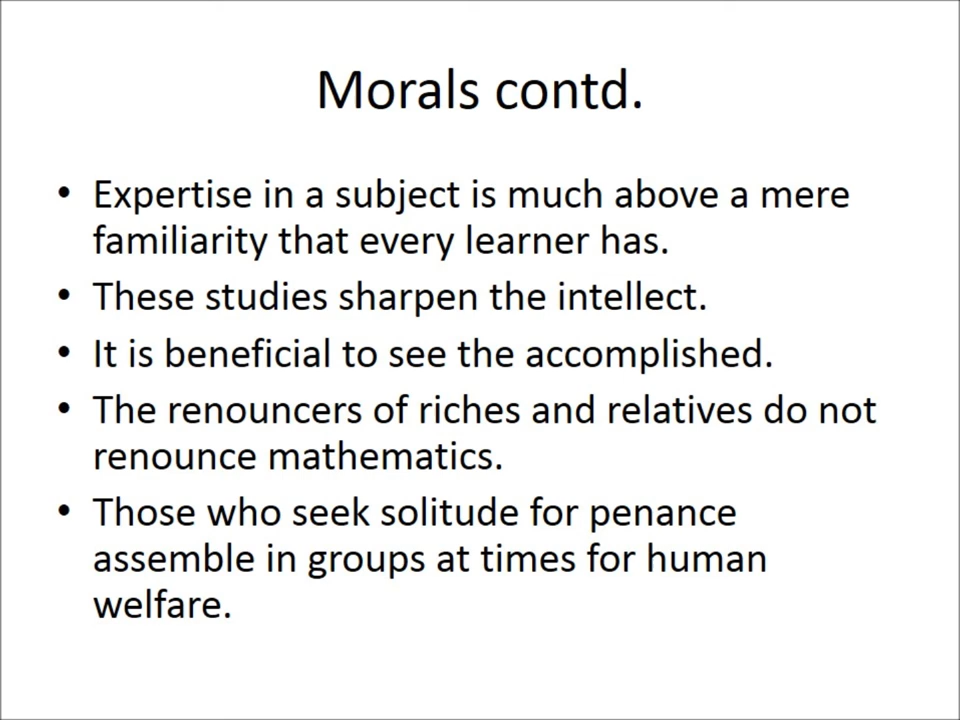 Morals contd.
• Expertise in a subject is much above a mere
familiarity that every learner has.
• These studies sharpen the intellect.
• It is beneficial to see the accomplished.
• The renouncers of riches and relatives do not
renounce mathematics.
• Those who seek solitude for penance
assemble in groups at times for human
welfare.